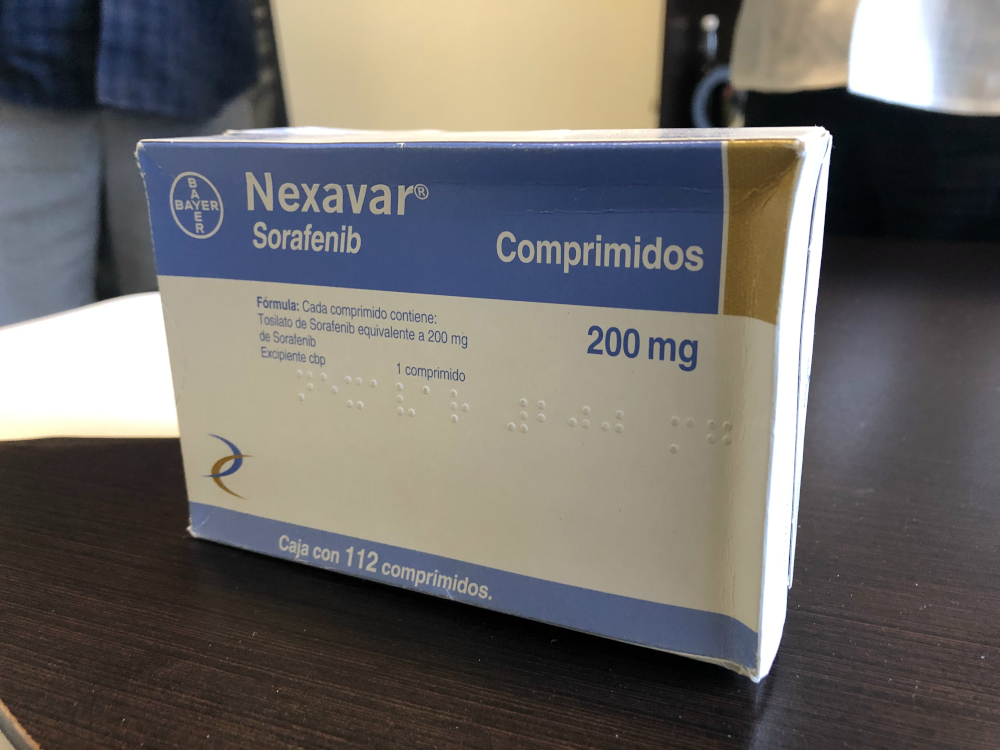 BAYER
BAYER
Nexavar®
Sorafenib
Comprimidos
Fórmula: Cada comprimido contiene:
Tosilato de Sorafenib equivalente a 200 mg
de Sorafenib
Excipiente cbp 1 comprimido
200 mg
Caja con 112 comprimidos.